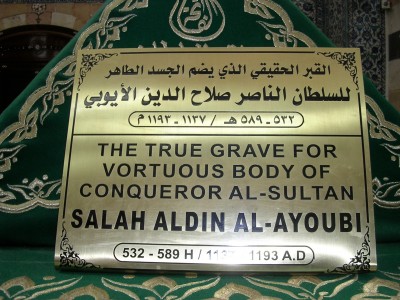 القبر الحقيقي الذي يضم الجسد الطاهر
للسلطان الناصر صلاح الدين الأيوبي
٥٣٢ - ٥٨٩ هـ / ١١٣٧ - ١١٩٣ م
THE TRUE GRAVE FOR
VORTUOUS BODY OF
CONQUEROR AL-SULTAN
SALAH ALDIN AL-AYOUBI
532 - 589 H / 1137 - 1193 A.D